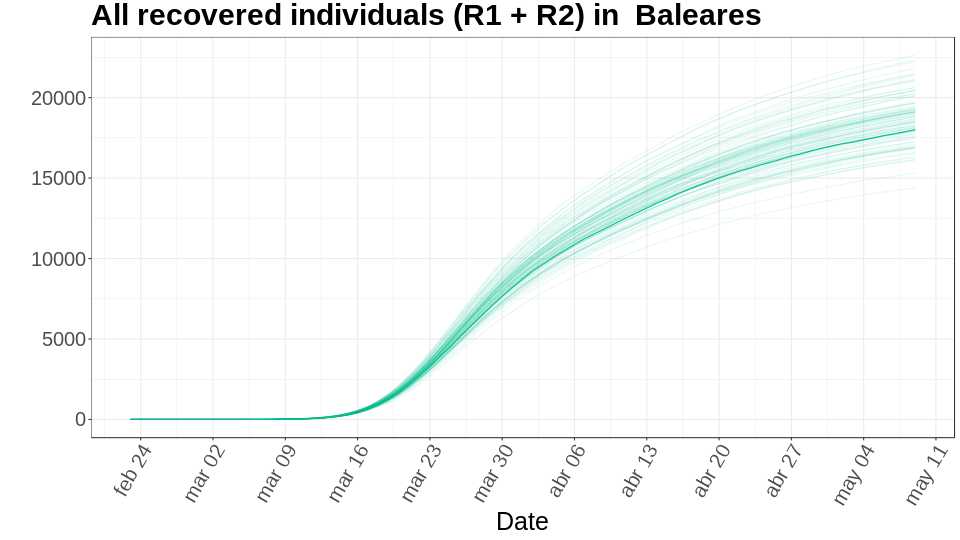 All recovered individuals (R1 + R2) in  Baleares
20000
15000
10000
5000
0
feb 24
mar 02
mar 09
mar 16
mar 23
mar 30
abr 06
abr 13
abr 20
abr 27
may 04
may 11
Date